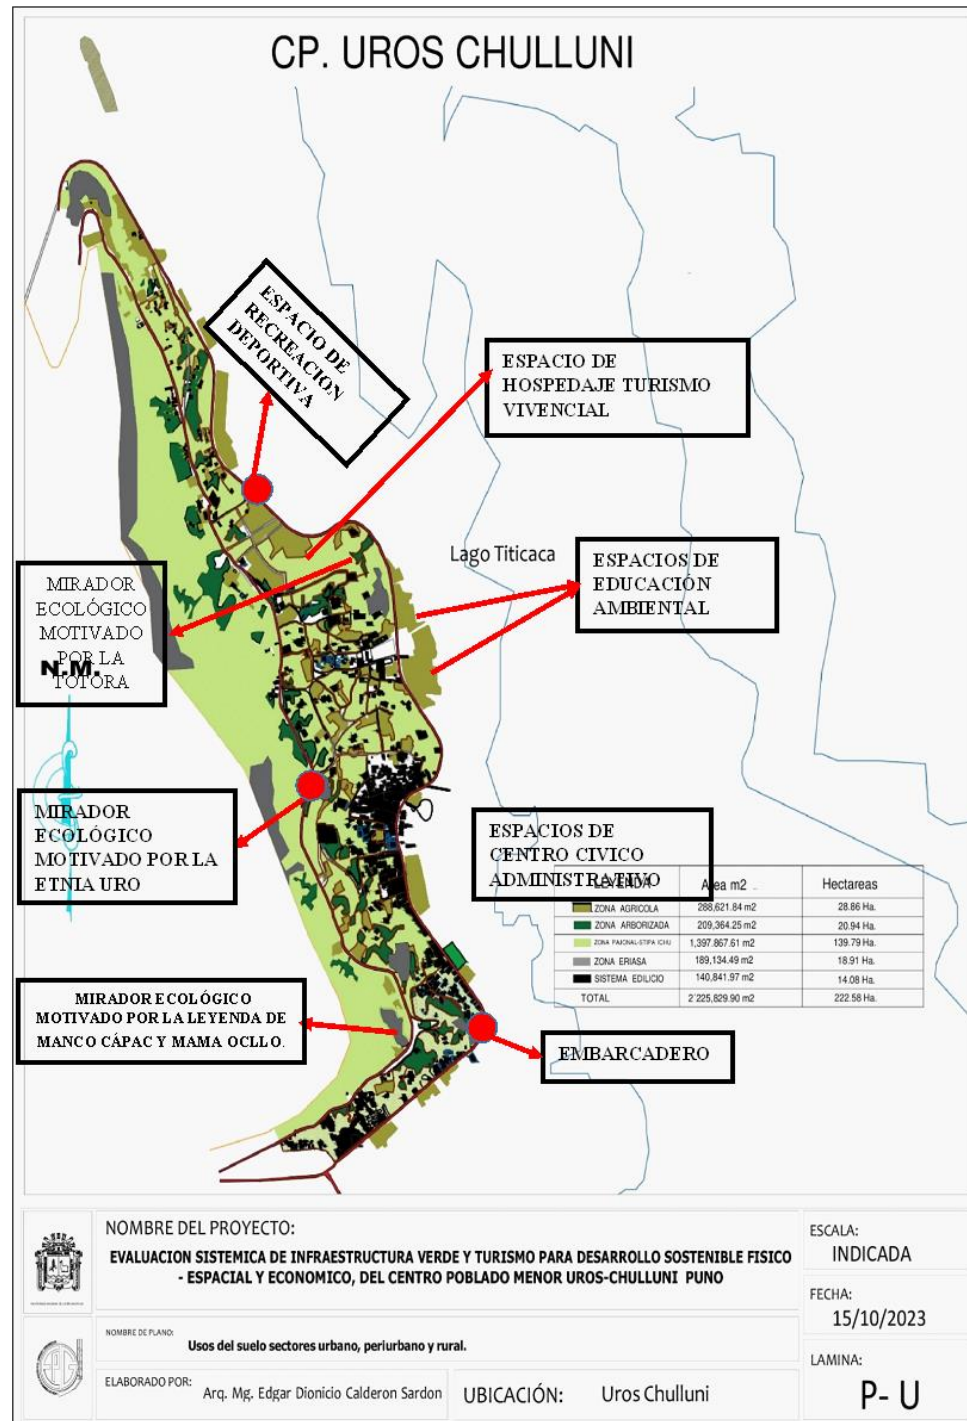 CP. UROS CHULLUNI
ESPACIO DE
RECREACION
DEPORTIVA
ESPACIO DE
HOSPEDAJE TURISMO
VIVENCIAL
Lago Titicaca
ESPACIOS DE
EDUCACIÓN
AMBIENTAL
MIRADOR
ECOLÓGICO
MOTIVADO
POR LA
TOTORA
N.M.
MIRADOR
ECOLÓGICO
MOTIVADO POR LA
ETNIA URO
ESPACIOS DE
CENTRO CIVICO
ADMINISTRATIVO
LEYENDA Area m2 Hectareas
ZONA AGRICOLA 288,621.84 m2 28.86 Ha.
ZONA ARBORIZADA 209,364.25 m2 20.94 Ha.
ZONA PAJONAL-STIPA ICHU 1,397.867.61 m2 139.79 Ha.
ZONA ERIASA 189,134.49 m2 18.91 Ha.
SISTEMA EDILICIO 140,841.97 m2 14.08 Ha.
TOTAL 2'225,829.90 m2 222.58 Ha.
MIRADOR ECOLÓGICO
MOTIVADO POR LA LEYENDA DE
MANCO CÁPAC Y MAMA OCLLO.
EMBARCADERO
NOMBRE DEL PROYECTO:
EVALUACION SISTEMICA DE INFRAESTRUCTURA VERDE Y TURISMO PARA DESARROLLO SOSTENIBLE FISICO
- ESPACIAL Y ECONOMICO, DEL CENTRO POBLADO MENOR UROS-CHULLUNI PUNO
ESCALA:
INDICADA
FECHA:
15/10/2023
NOMBRE DE PLANO:
Usos del suelo sectores urbano, periurbano y rural.
ELABORADO POR: Arq. Mg. Edgar Dionicio Calderon Sardon
UBICACIÓN: Uros Chulluni
LAMINA:
P- U